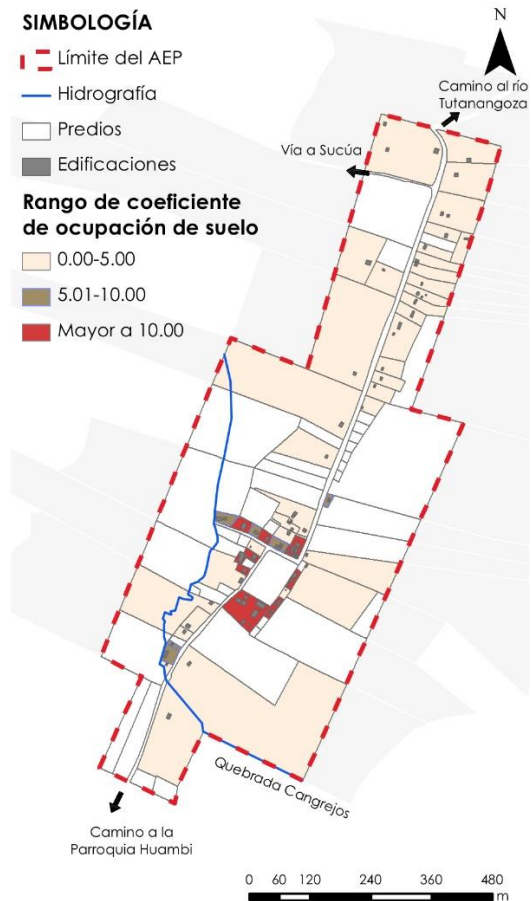 SIMBOLOGÍA
Límite del AEP
Hidrografía
Predios
Edificaciones
Rango de coeficiente
de ocupación de suelo
0.00-5.00
5.01-10.00
Mayor a 10.00
N
Camino al río
Tutanangoza
Vía a Sucúa
Quebrada Cangrejos
Camino a la
Parroquia Huambi
0 60 120 240 360 480
m